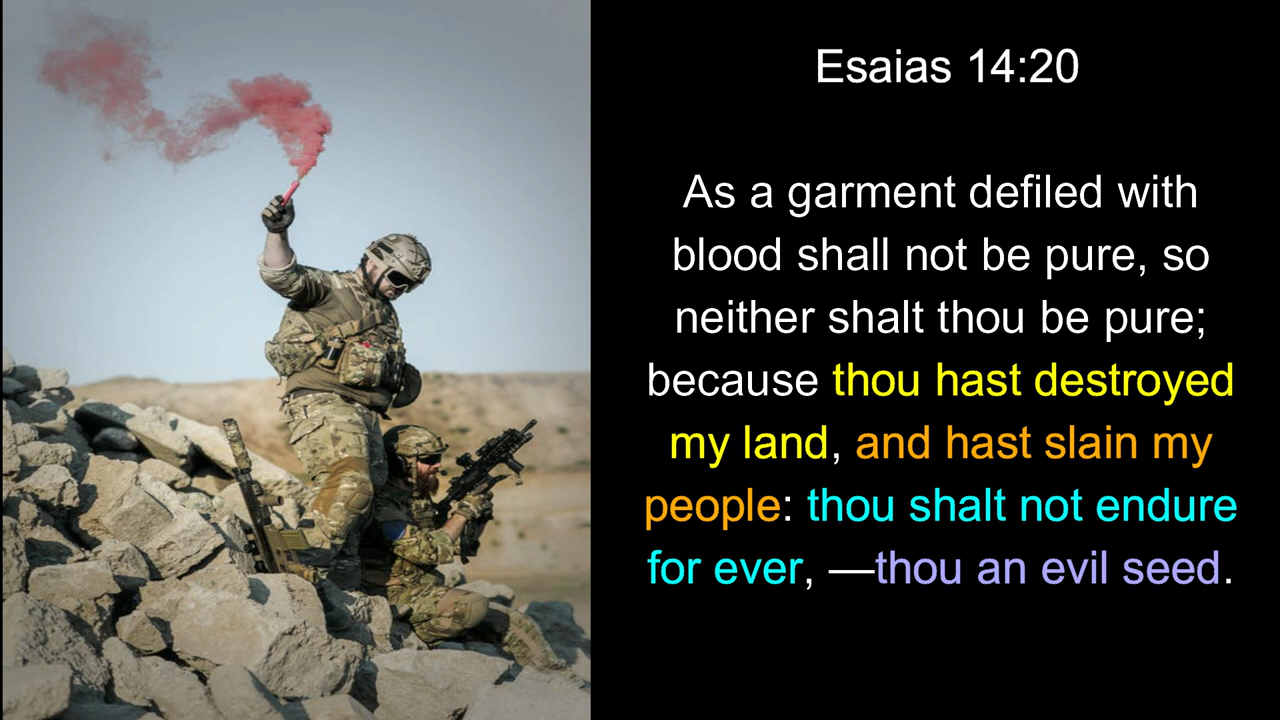 Esaias 14:20
As a garment defiled with
blood shall not be pure, so
neither shalt thou be pure;
because thou hast destroyed
my land, and hast slain my
people: thou shalt not endure
for ever, —thou an evil seed.